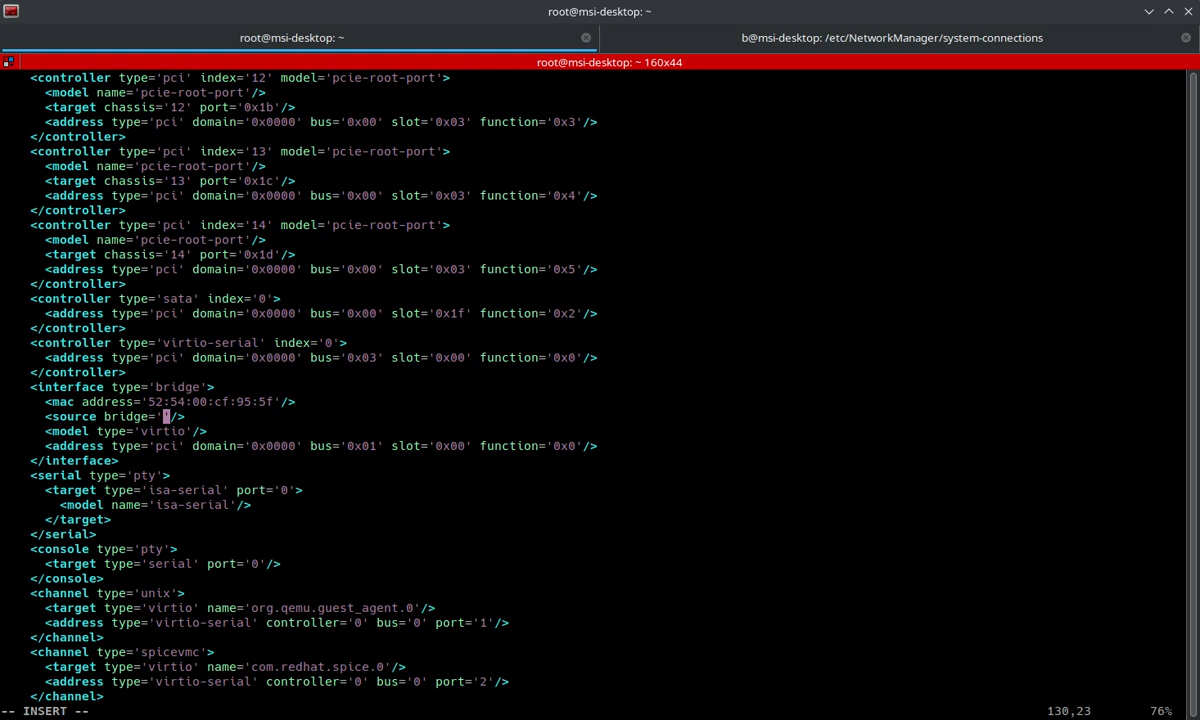 root@msi-desktop: ~
root@msi-desktop: ~
b@msi-desktop: /etc/NetworkManager/system-connections
root@msi-desktop: ~ 160x44
    <controller type='pci' index='12' model='pcie-root-port'>
      <model name='pcie-root-port'/>
      <target chassis='12' port='0x1b'/>
      <address type='pci' domain='0x0000' bus='0x00' slot='0x03' function='0x3'/>
    </controller>
    <controller type='pci' index='13' model='pcie-root-port'>
      <model name='pcie-root-port'/>
      <target chassis='13' port='0x1c'/>
      <address type='pci' domain='0x0000' bus='0x00' slot='0x03' function='0x4'/>
    </controller>
    <controller type='pci' index='14' model='pcie-root-port'>
      <model name='pcie-root-port'/>
      <target chassis='14' port='0x1d'/>
      <address type='pci' domain='0x0000' bus='0x00' slot='0x03' function='0x5'/>
    </controller>
    <controller type='sata' index='0'>
      <address type='pci' domain='0x0000' bus='0x00' slot='0x1f' function='0x2'/>
    </controller>
    <controller type='virtio-serial' index='0'>
      <address type='pci' domain='0x0000' bus='0x03' slot='0x00' function='0x0'/>
    </controller>
    <interface type='bridge'>
      <mac address='52:54:00:cf:95:5f'/>
      <source bridge=''/>
      <model type='virtio'/>
      <address type='pci' domain='0x0000' bus='0x01' slot='0x00' function='0x0'/>
    </interface>
    <serial type='pty'>
      <target type='isa-serial' port='0'>
        <model name='isa-serial'/>
      </target>
    </serial>
    <console type='pty'>
      <target type='serial' port='0'/>
    </console>
    <channel type='unix'>
      <target type='virtio' name='org.qemu.guest_agent.0'/>
      <address type='virtio-serial' controller='0' bus='0' port='1'/>
    </channel>
    <channel type='spicevmc'>
      <target type='virtio' name='com.redhat.spice.0'/>
      <address type='virtio-serial' controller='0' bus='0' port='2'/>
    </channel>
-- INSERT -- 130,23 76%